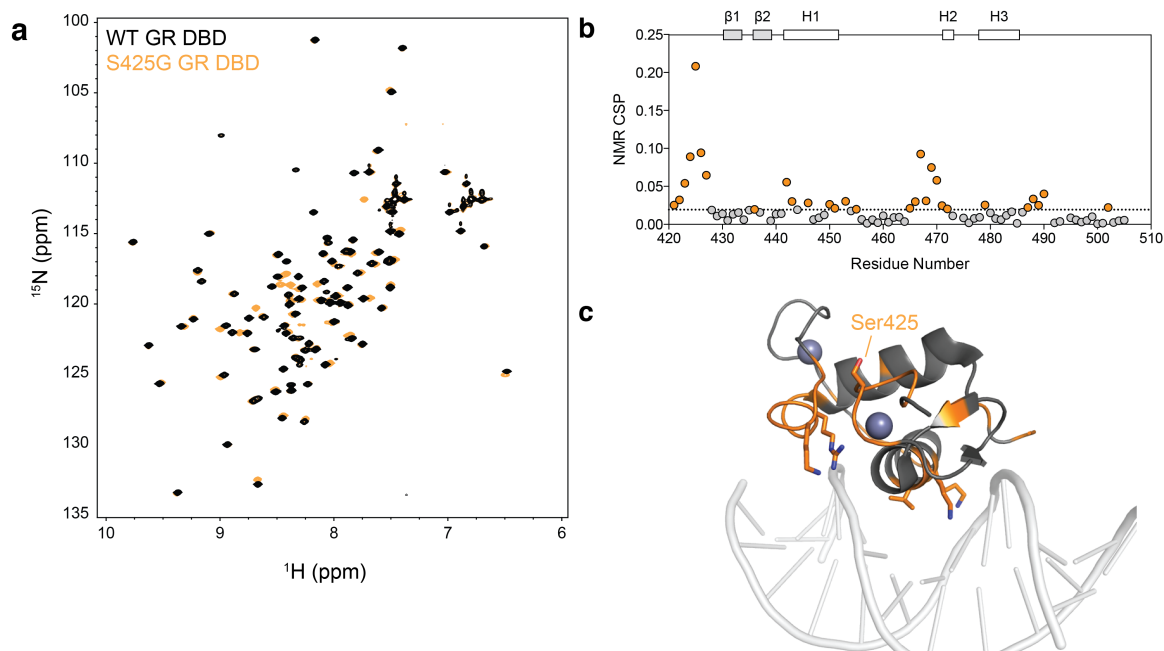 a
WT GR DBD
S425G GR DBD
100
105
110
115
120
125
130
135
¹⁵N (ppm)
10 9 8 7 6
¹H (ppm)
b
β1 β2 H1 H2 H3
0.25
0.20
0.15
0.10
0.05
0.00
NMR CSP
420 430 440 450 460 470 480 490 500 510
Residue Number
c
Ser425